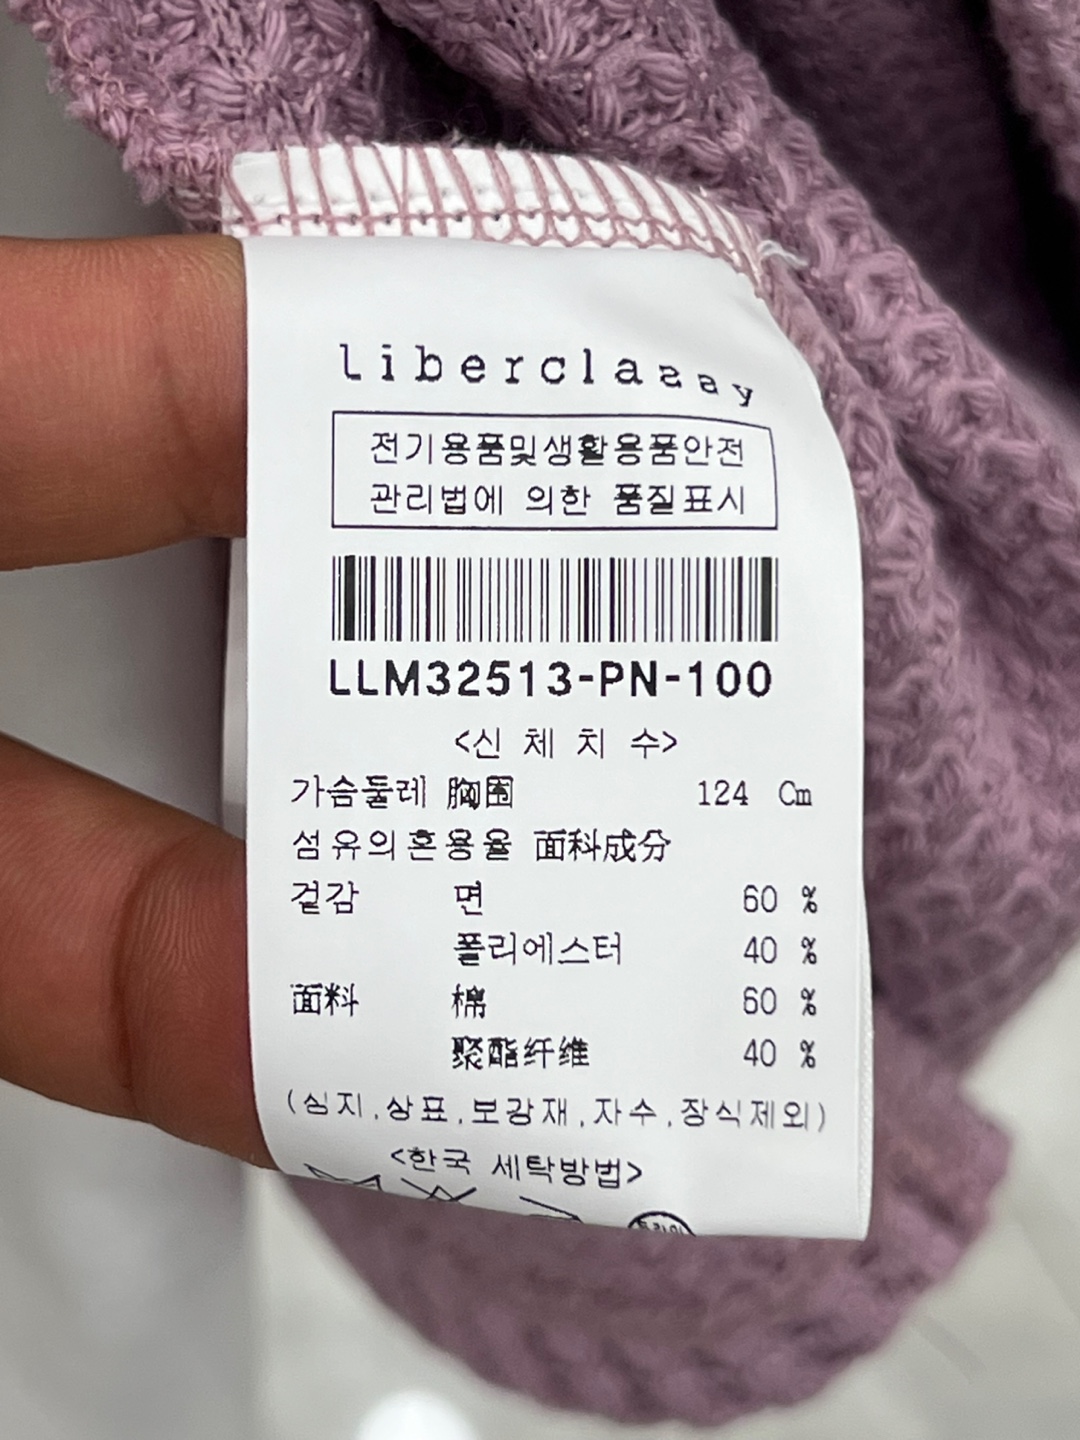 liberclassy
전기용품및생활용품안전
관리법에 의한 품질표시
LLM32513-PN-100
<신 체 치 수>
가슴둘레 胸围 124 Cm
섬유의혼용율 面科成分
겉감 면 60 %
폴리에스터 40 %
面料 棉 60 %
聚酯纤维 40 %
(심지,상표,보강재,자수,장식제외)
<한국 세탁방법>
드라이